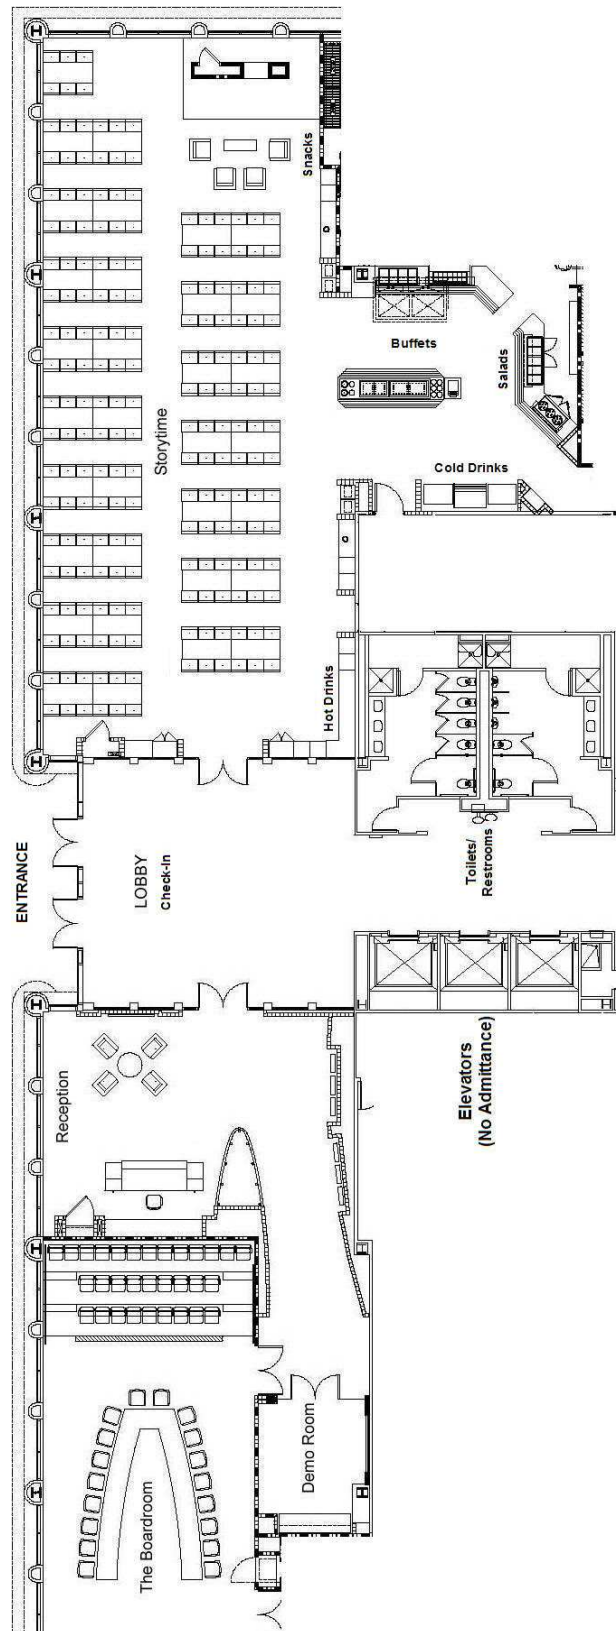 Snacks
Buffets
Salads
Storytime
Cold Drinks
Hot Drinks
ENTRANCE
LOBBY
Check-In
Toilets/
Restrooms
Reception
Elevators
(No Admittance)
Demo Room
The Boardroom